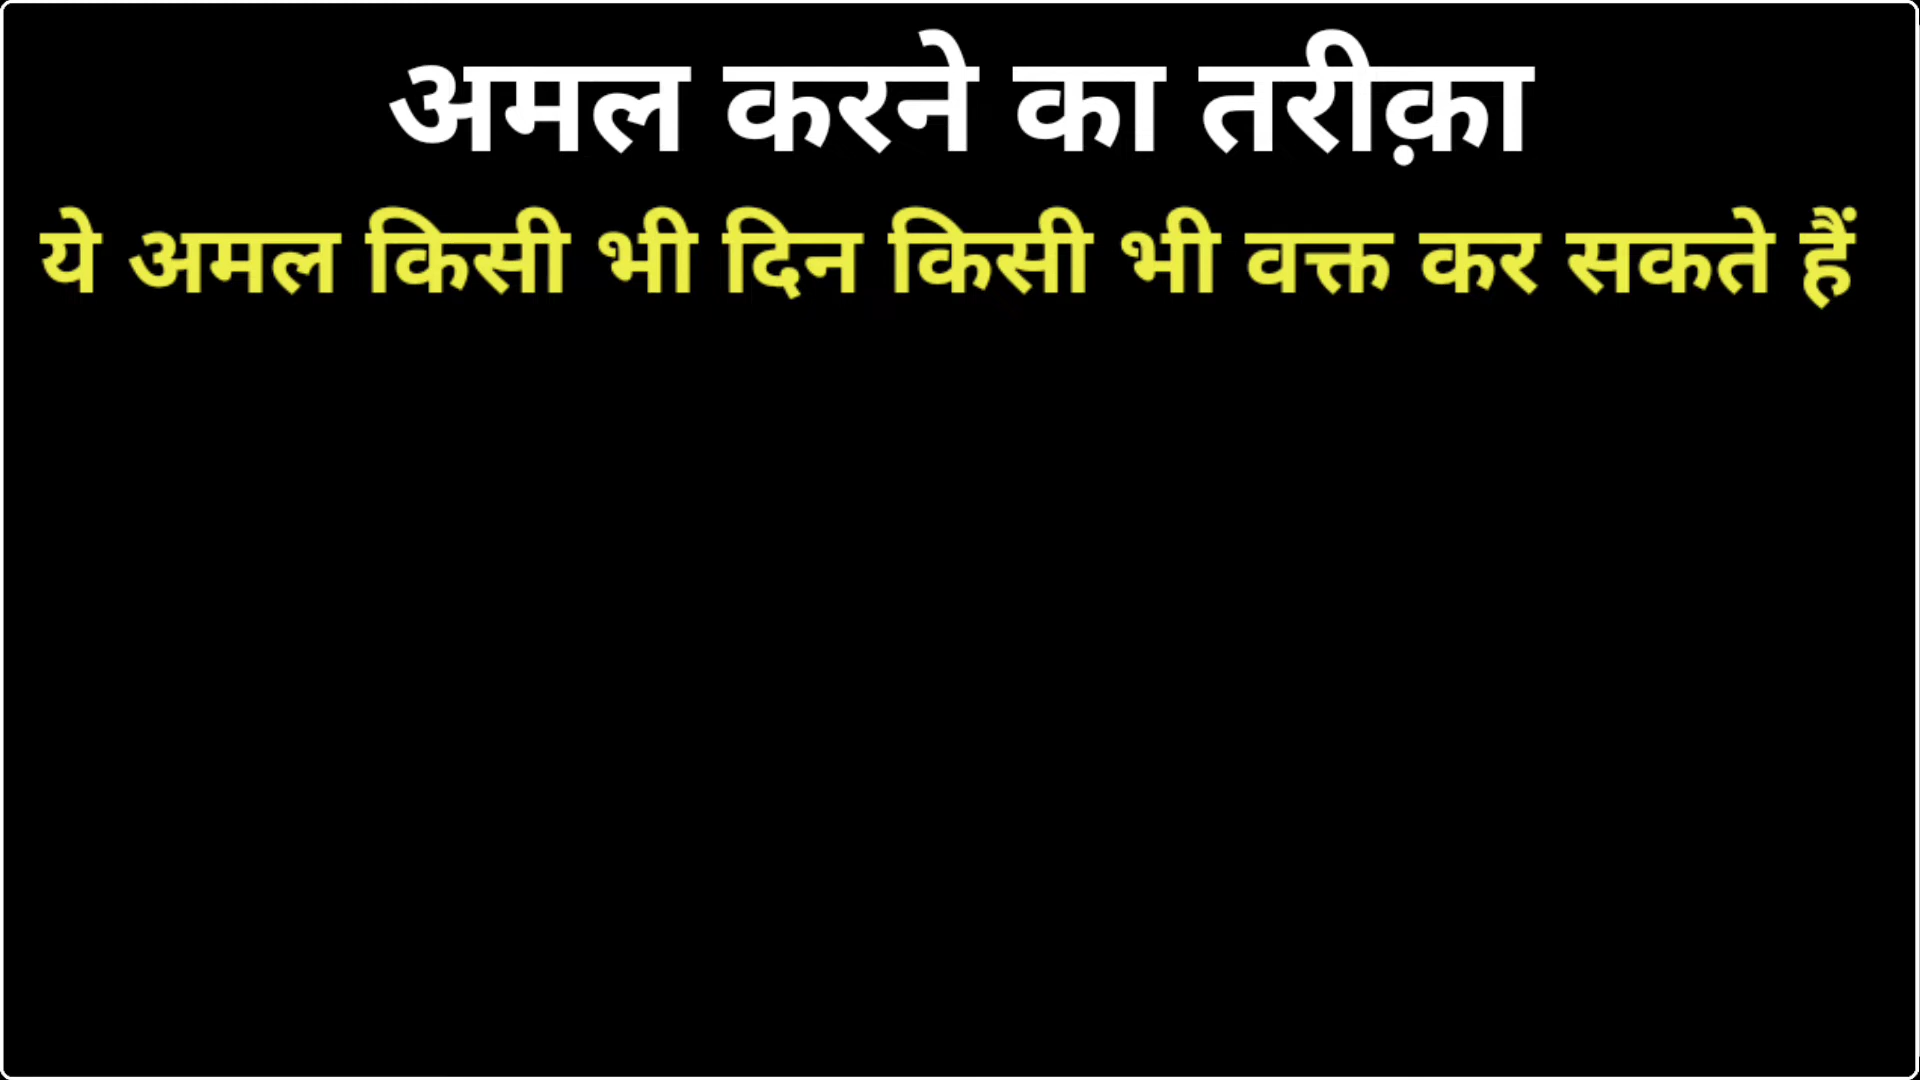 अमल करने का तरीक़ा
ये अमल किसी भी दिन किसी भी वक्त कर सकते हैं